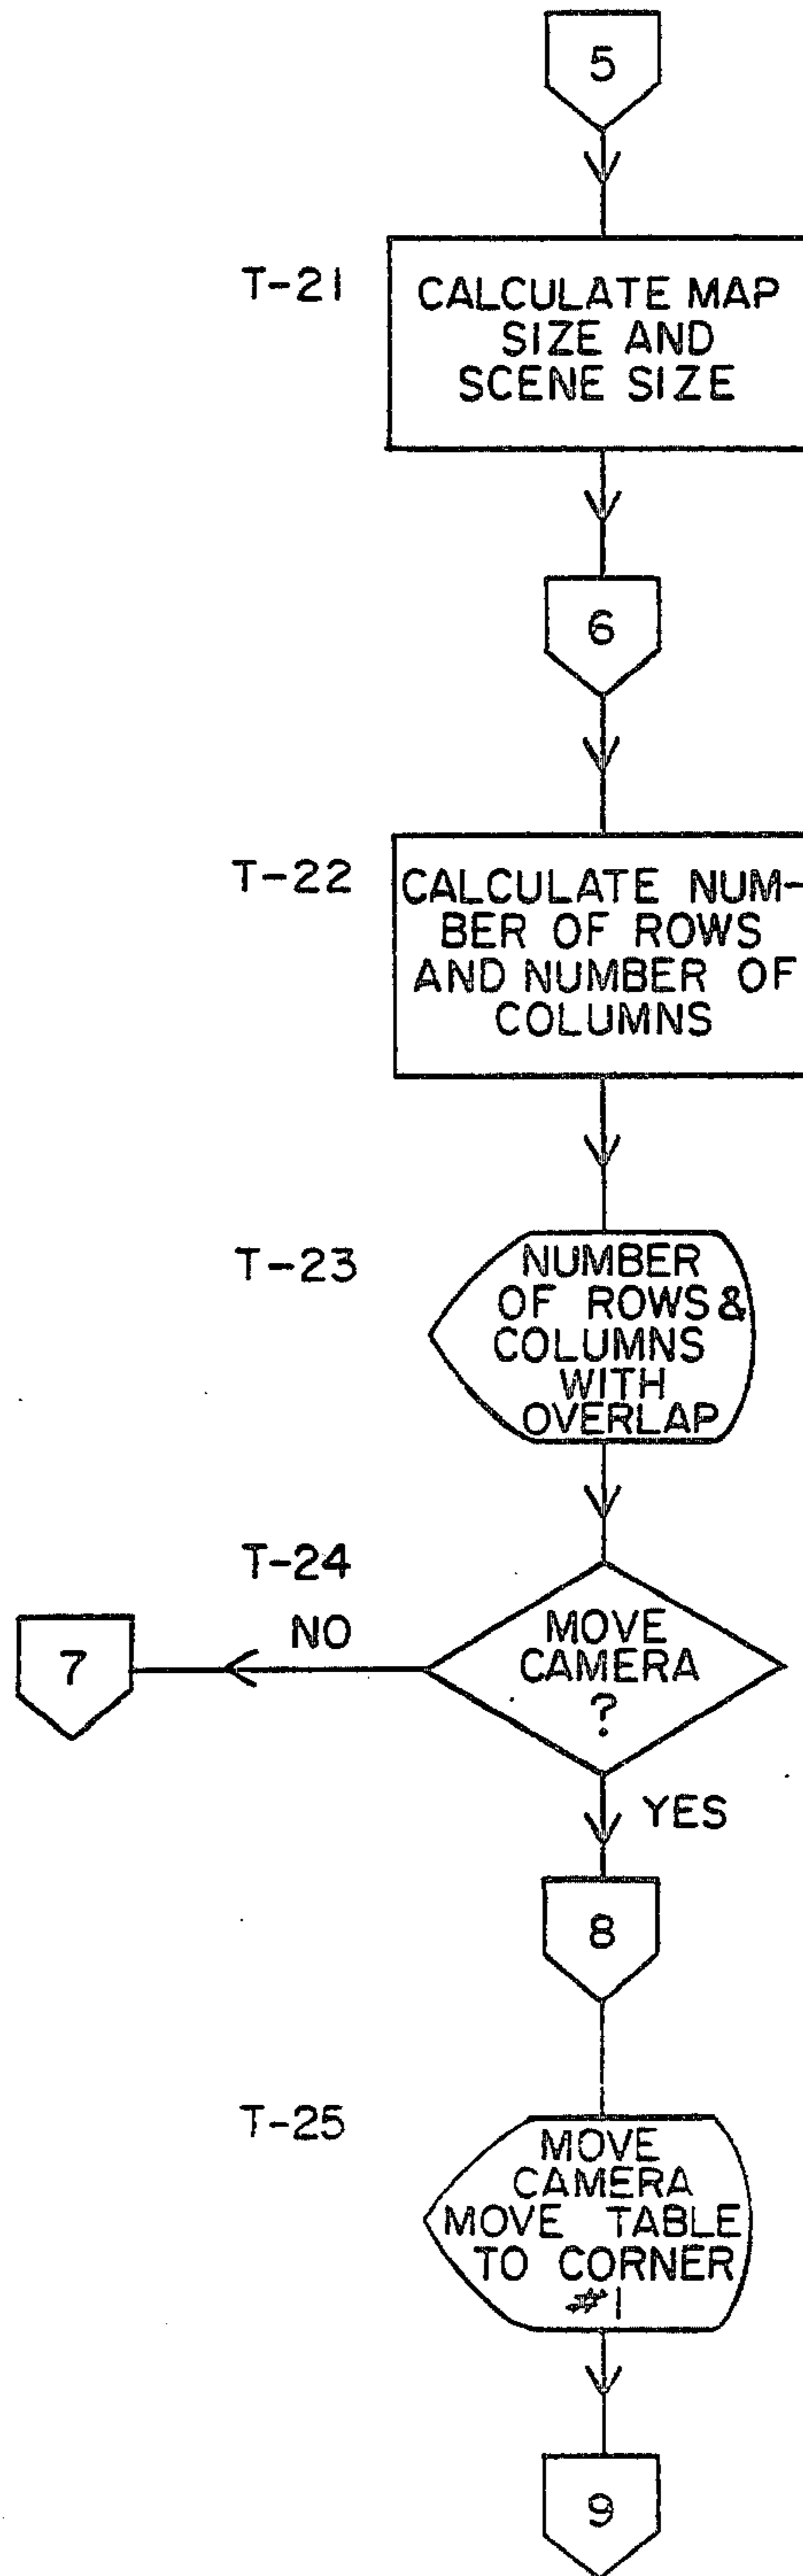 5
T-21
CALCULATE MAP
SIZE AND
SCENE SIZE
6
T-22
CALCULATE NUM-
BER OF ROWS
AND NUMBER OF
COLUMNS
T-23
NUMBER
OF ROWS &
COLUMNS
WITH
OVERLAP
T-24
MOVE
CAMERA
?
NO
7
YES
8
T-25
MOVE
CAMERA
MOVE TABLE
TO CORNER
#1
9